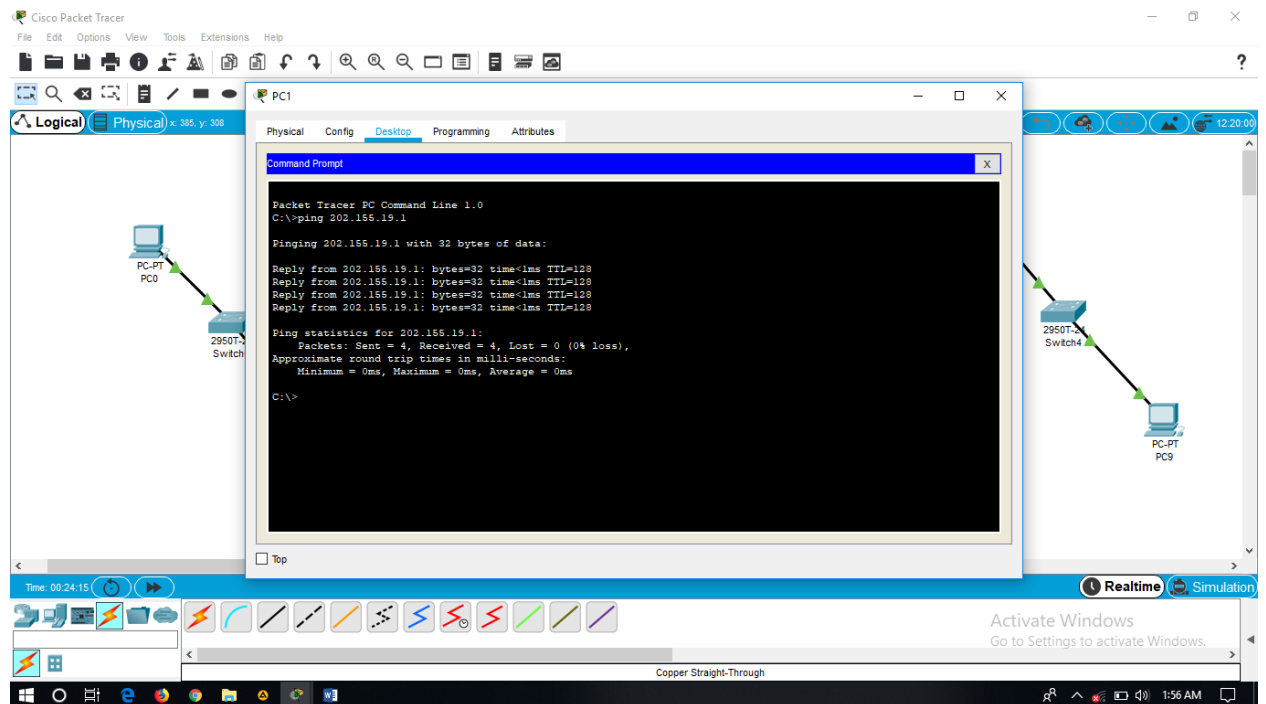 Cisco Packet Tracer
File Edit Options View Tools Extensions Help
?
PC1
Logical Physical x: 385, y: 308
12:20:00
Physical Config Desktop Programming Attributes
Command Prompt
X
Packet Tracer PC Command Line 1.0
C:\>ping 202.155.19.1
Pinging 202.155.19.1 with 32 bytes of data:
Reply from 202.155.19.1: bytes=32 time<1ms TTL=128
Reply from 202.155.19.1: bytes=32 time<1ms TTL=128
Reply from 202.155.19.1: bytes=32 time<1ms TTL=128
Reply from 202.155.19.1: bytes=32 time<1ms TTL=128
Ping statistics for 202.155.19.1:
Packets: Sent = 4, Received = 4, Lost = 0 (0% loss),
Approximate round trip times in milli-seconds:
Minimum = 0ms, Maximum = 0ms, Average = 0ms
C:\>
PC-PT
PC0
2950T-2
Switch
2950T-24
Switch4
PC-PT
PC9
Top
Time: 00:24:15
Realtime Simulation
Activate Windows
Go to Settings to activate Windows.
Copper Straight-Through
1:56 AM